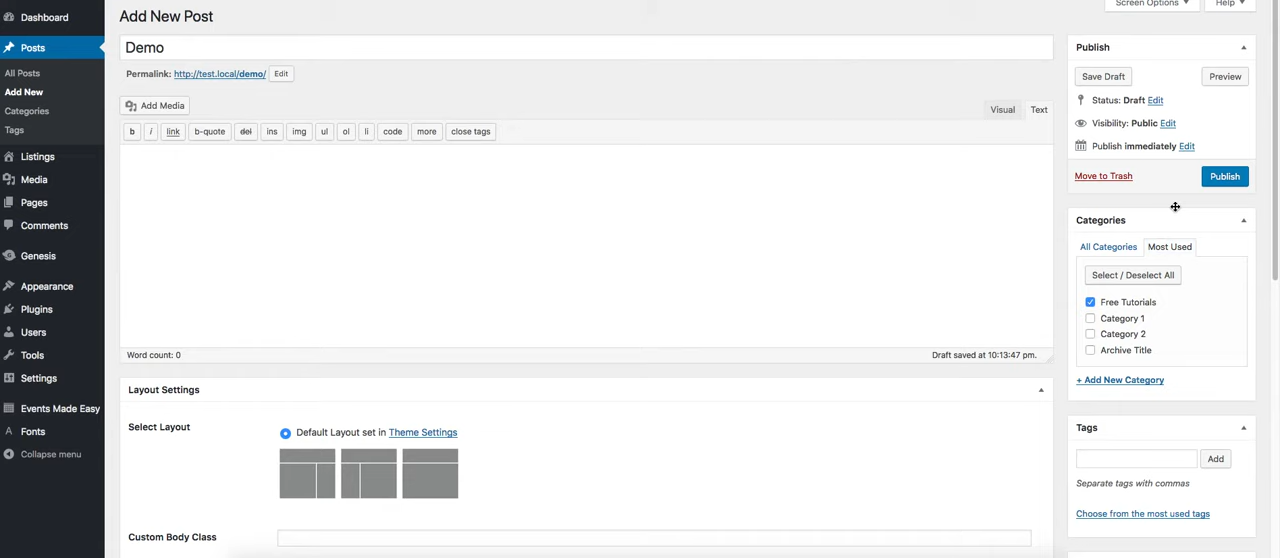 Dashboard
Posts
All Posts
Add New
Categories
Tags
Listings
Media
Pages
Comments
Genesis
Appearance
Plugins
Users
Tools
Settings
Events Made Easy
Fonts
Collapse menu
Screen Options
Help
Add New Post
Demo
Permalink: http://test.local/demo/ Edit
Add Media
Visual Text
b i link b-quote del ins img ul ol li code more close tags
Word count: 0
Draft saved at 10:13:47 pm.
Layout Settings
Select Layout
Default Layout set in Theme Settings
Custom Body Class
Publish
Save Draft Preview
Status: Draft Edit
Visibility: Public Edit
Publish immediately Edit
Move to Trash Publish
Categories
All Categories Most Used
Select / Deselect All
Free Tutorials
Category 1
Category 2
Archive Title
+ Add New Category
Tags
Add
Separate tags with commas
Choose from the most used tags